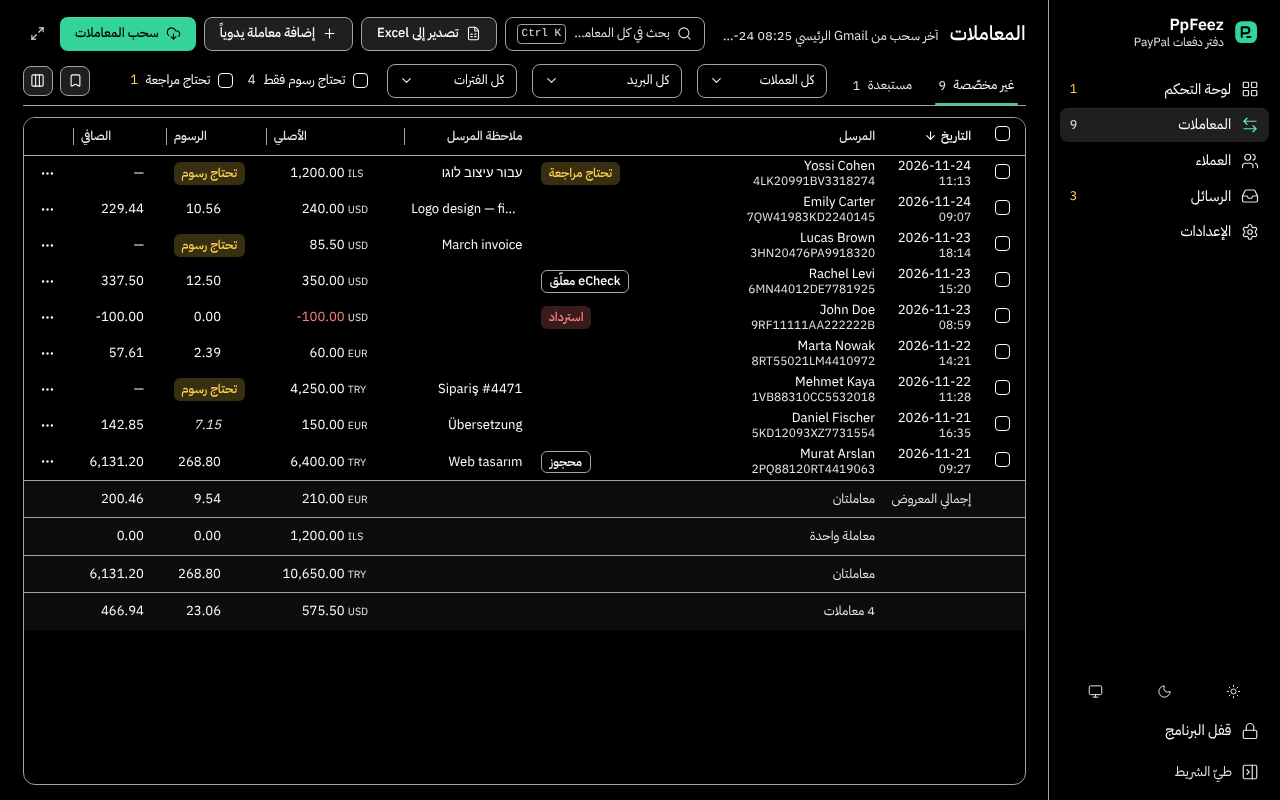 PpFeez
دفتر دفعات PayPal
لوحة التحكم 1
المعاملات 9
العملاء
الرسائل 3
الإعدادات
قفل البرنامج
طيّ الشريط
المعاملات آخر سحب من Gmail الرئيسي 08:25 24-...
بحث في كل المعامـ... Ctrl K
تصدير إلى Excel
إضافة معاملة يدوياً
سحب المعاملات
غير مخصّصة 9
مستبعدة 1
كل العملات
كل البريد
كل الفترات
تحتاج رسوم فقط 4
تحتاج مراجعة 1
التاريخ المرسل ملاحظة المرسل الأصلي الرسوم الصافي
2026-11-24 Yossi Cohen تحتاج مراجعة עבור עיצוב לוגו 1,200.00 ILS تحتاج رسوم —
11:13 4LK20991BV3318274
2026-11-24 Emily Carter Logo design — fi... 240.00 USD 10.56 229.44
09:07 7QW41983KD2240145
2026-11-23 Lucas Brown March invoice 85.50 USD تحتاج رسوم —
18:14 3HN20476PA9918320
2026-11-23 Rachel Levi eCheck معلّق 350.00 USD 12.50 337.50
15:20 6MN44012DE7781925
2026-11-23 John Doe استرداد -100.00 USD 0.00 -100.00
08:59 9RF11111AA222222B
2026-11-22 Marta Nowak 60.00 EUR 2.39 57.61
14:21 8RT55021LM4410972
2026-11-22 Mehmet Kaya Sipariş #4471 4,250.00 TRY تحتاج رسوم —
11:28 1VB88310CC5532018
2026-11-21 Daniel Fischer Übersetzung 150.00 EUR 7.15 142.85
16:35 5KD12093XZ7731554
2026-11-21 Murat Arslan محجوز Web tasarım 6,400.00 TRY 268.80 6,131.20
09:27 2PQ88120RT4419063
إجمالي المعروض معاملتان 210.00 EUR 9.54 200.46
معاملة واحدة 1,200.00 ILS 0.00 0.00
معاملتان 10,650.00 TRY 268.80 6,131.20
4 معاملات 575.50 USD 23.06 466.94